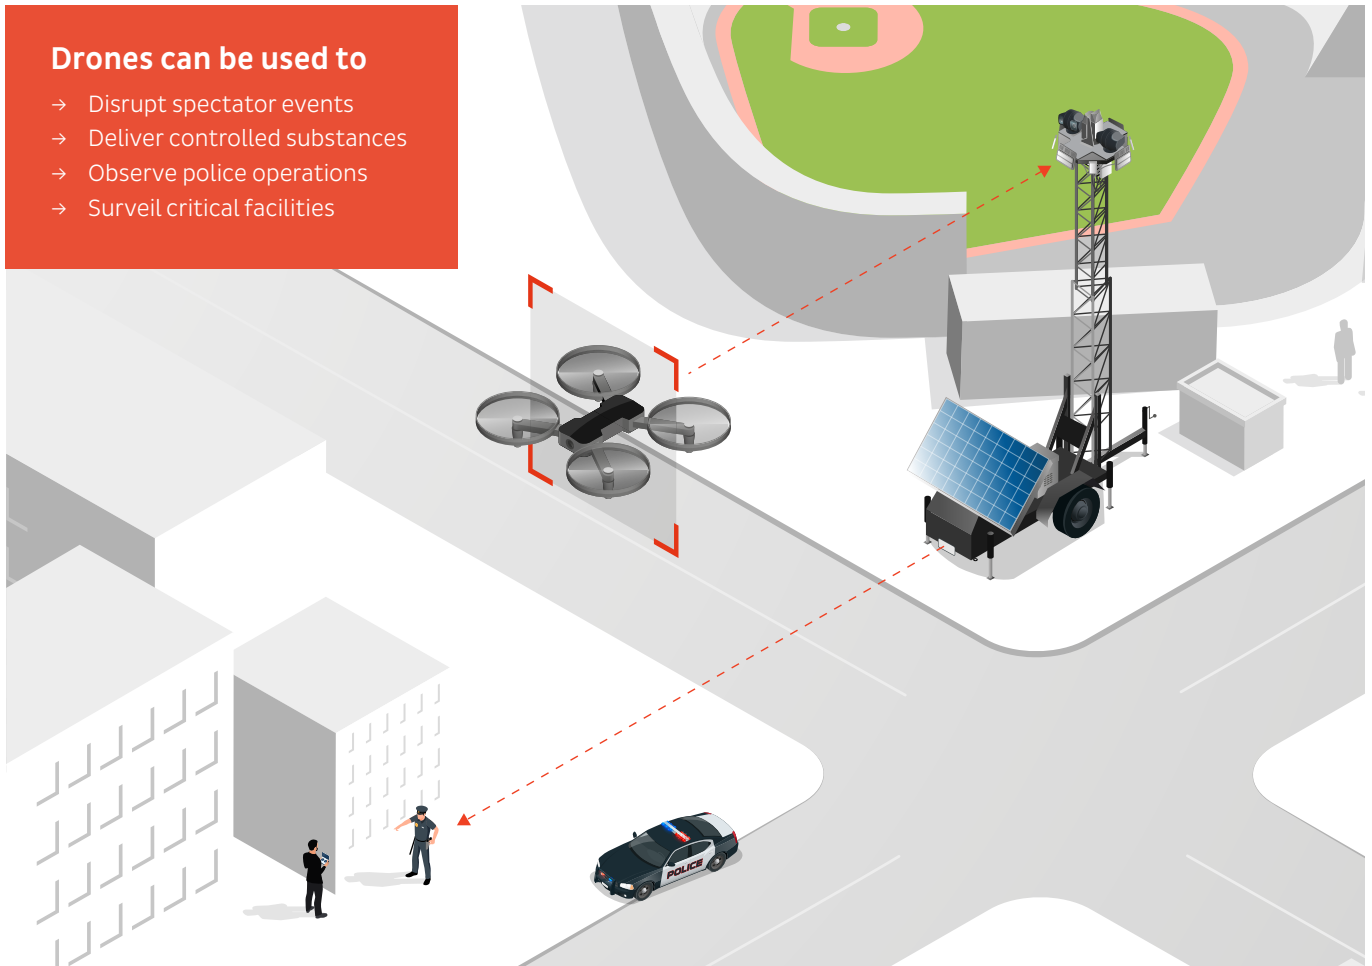 Drones can be used to
→ Disrupt spectator events
→ Deliver controlled substances
→ Observe police operations
→ Surveil critical facilities
POLICE